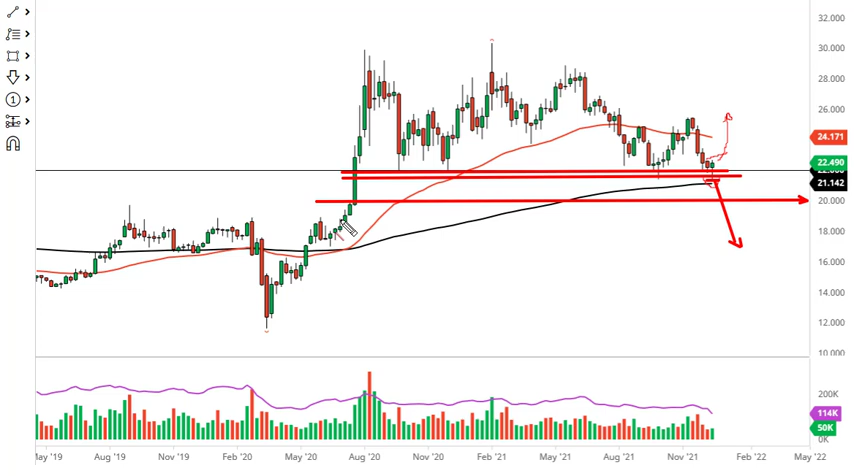 32.000
30.000
28.000
26.000
24.171
22.490
21.142
20.000
18.000
16.000
14.000
12.000
10.000
200K
114K
50K
0K
May '19
Aug '19
Nov '19
Feb '20
May '20
Aug '20
Nov '20
Feb '21
May '21
Aug '21
Nov '21
Feb '22
May '22
1